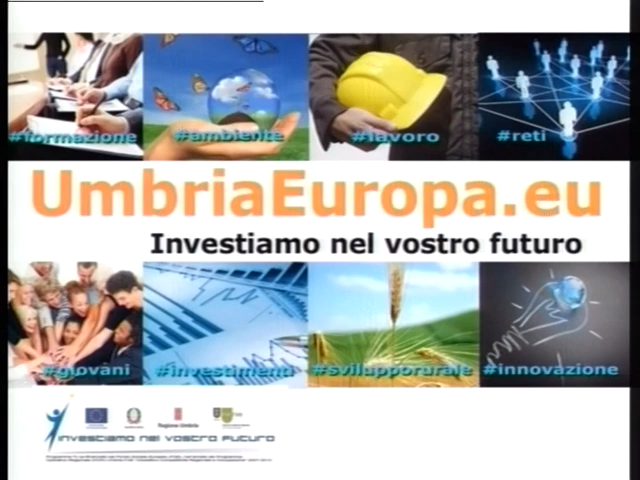 #formazione #ambiente #lavoro #reti
UmbriaEuropa.eu
Investiamo nel vostro futuro
#giovani #investimenti #svilupporurale #innovazione
Regione Umbria
investiamo nel vostro futuro